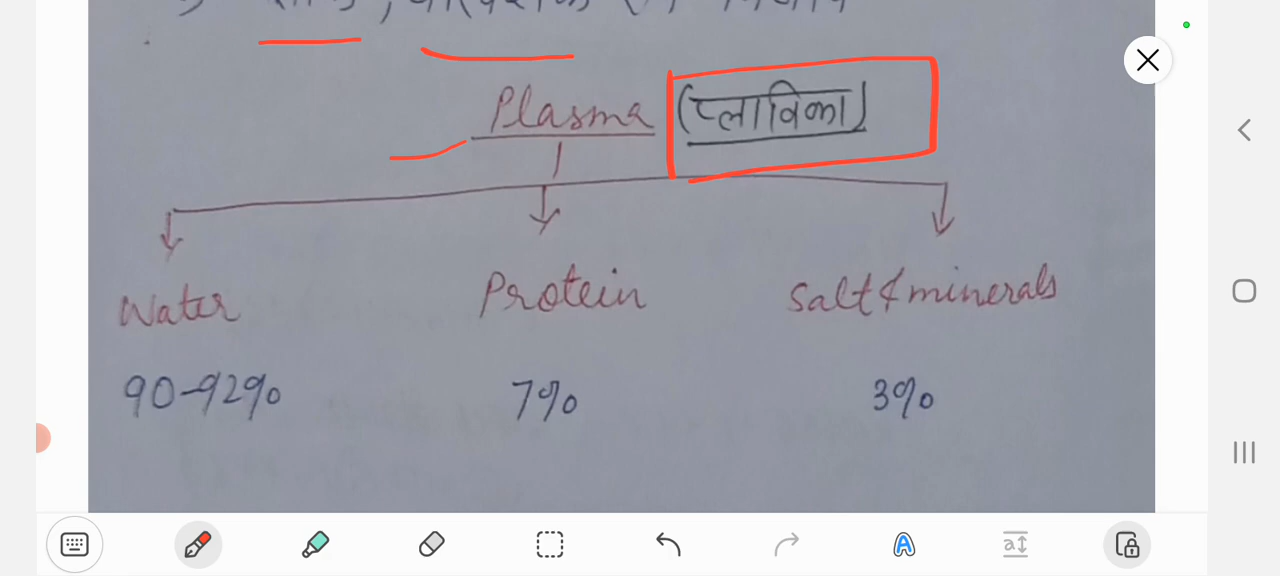 Plasma (प्लाविका)
Water Protein Salt & minerals
90-92% 7% 3%